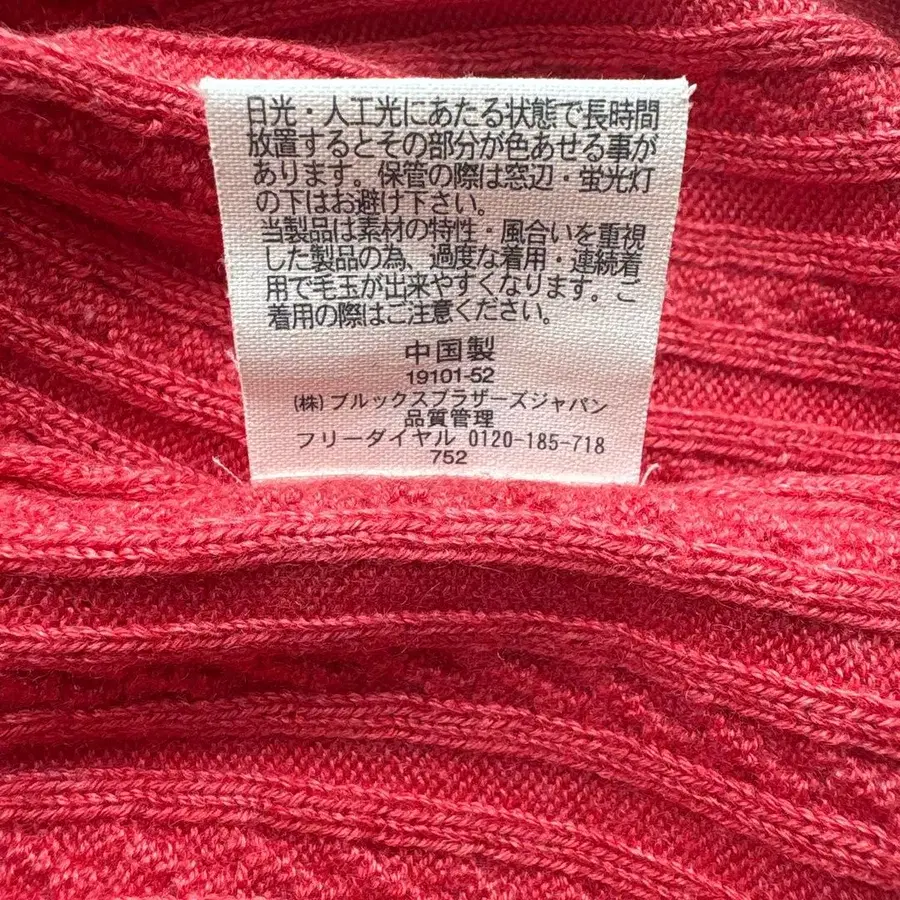 日光・人工光にあたる状態で長時間
放置するとその部分が色あせる事が
あります。保管の際は窓辺・蛍光灯
の下はお避け下さい。
当製品は素材の特性・風合いを重視
した製品の為、過度な着用・連続着
用で毛玉が出来やすくなります。ご
着用の際はご注意ください。
中国製
19101-52
(株)ブルックスブラザーズジャパン
品質管理
フリーダイヤル 0120-185-718
752